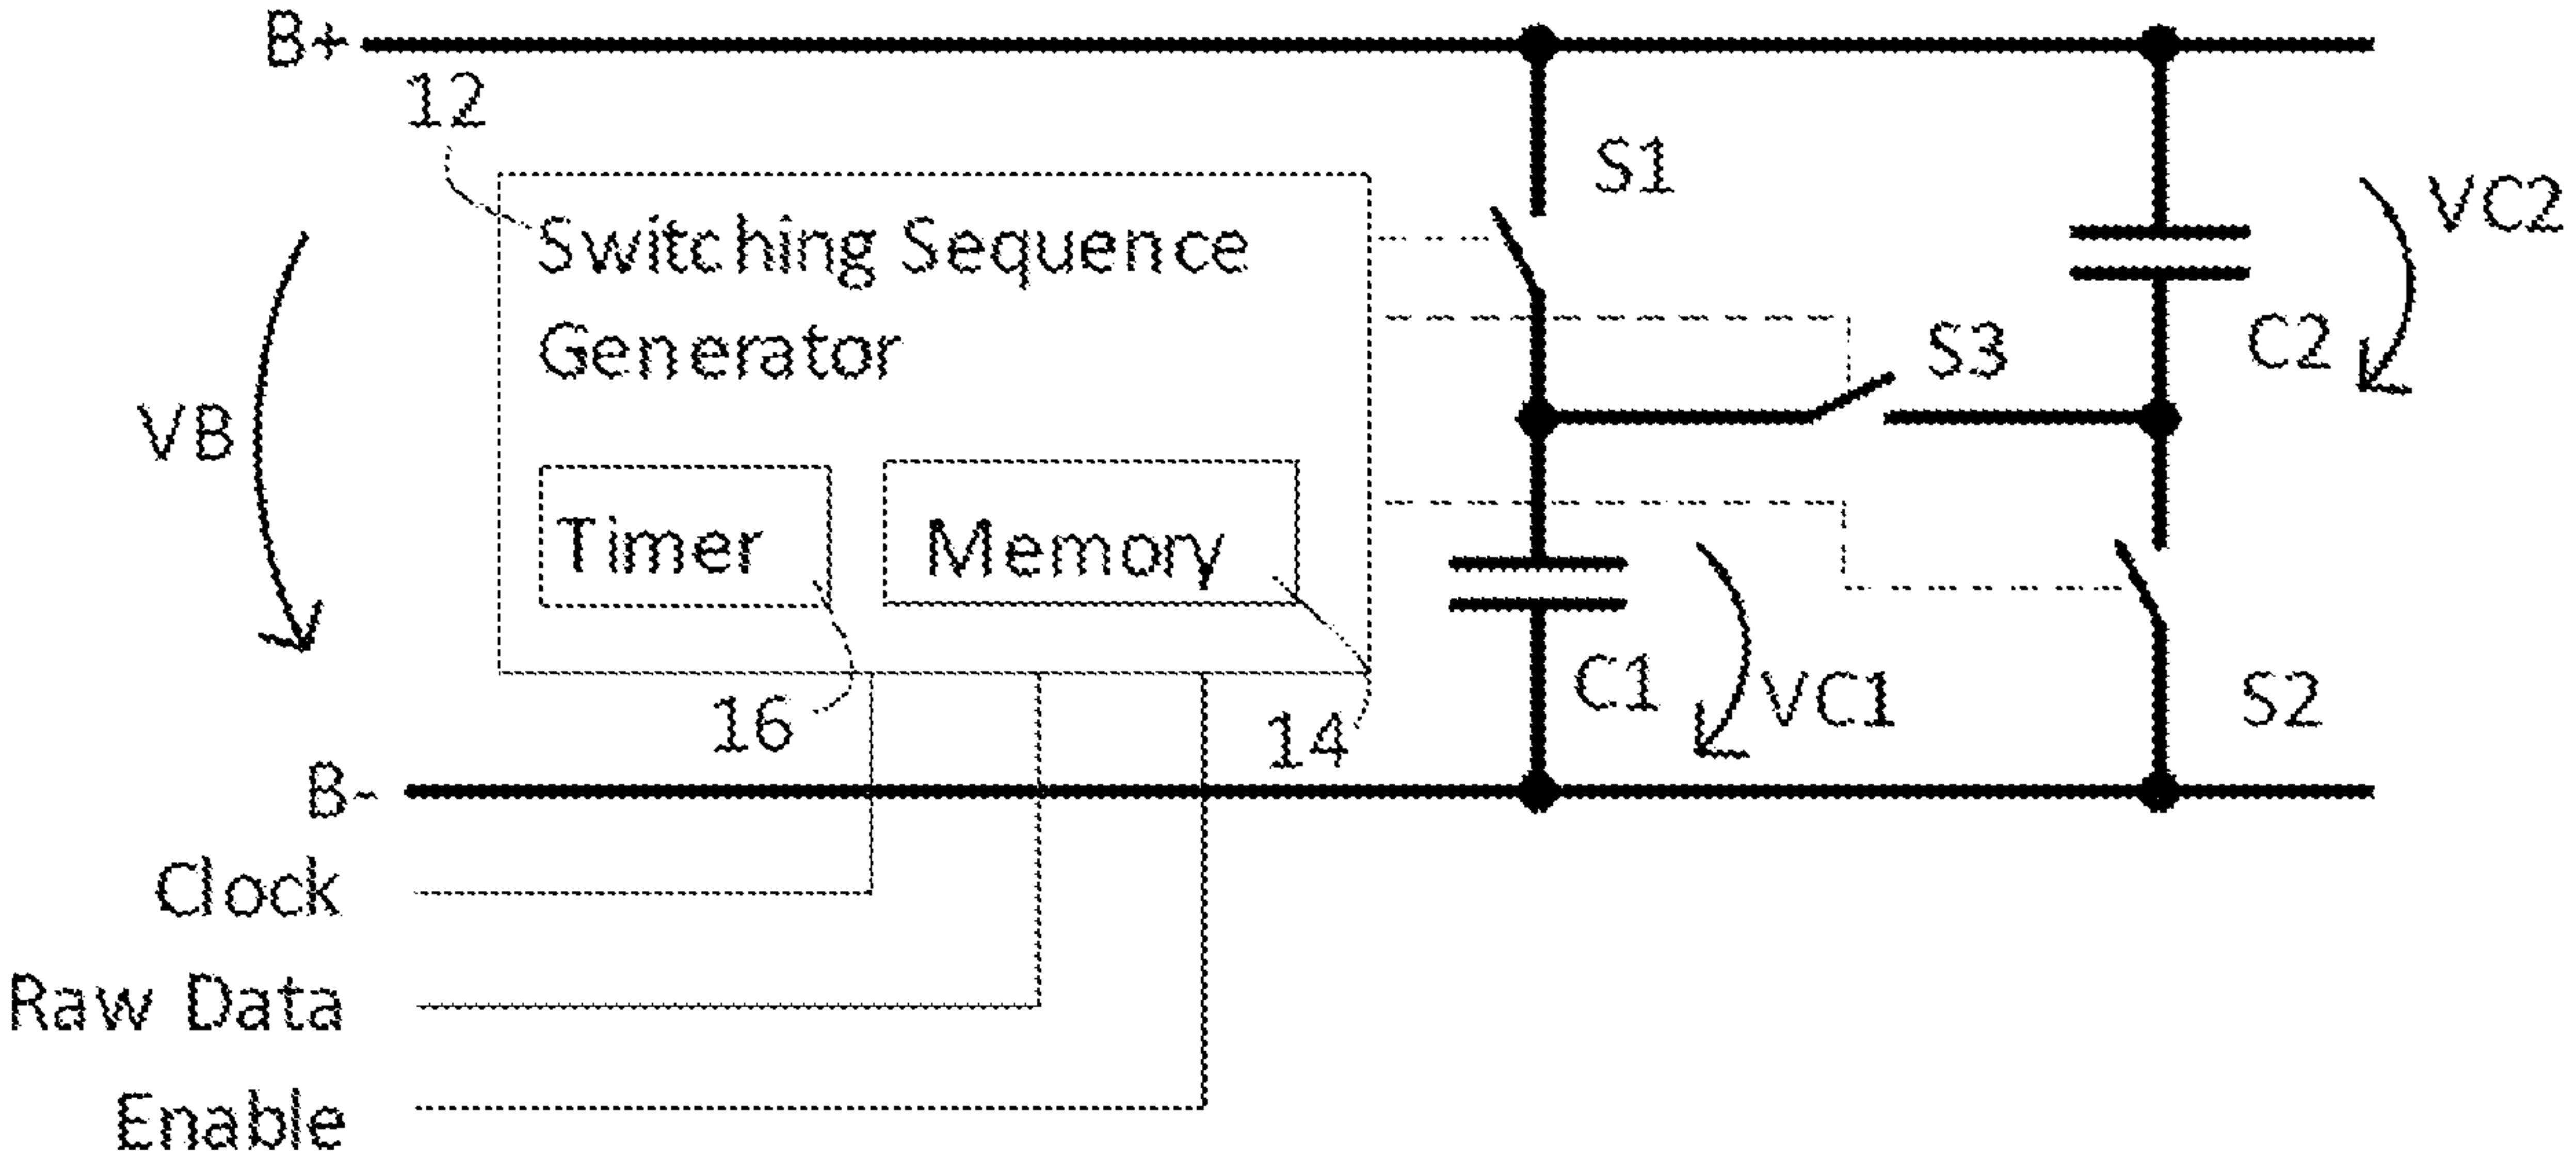 B+
12
S1
VC2
Switching Sequence
Generator
S3
C2
VB
Timer
Memory
C1
VC1
S2
16
14
B-
Clock
Raw Data
Enable